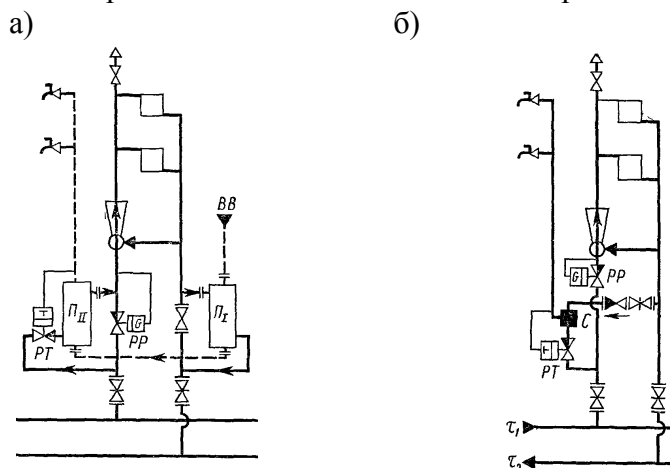 а) б)
ВВ
П_II G П_I
РТ РР
G РР
С
РТ
τ₁
τ₂